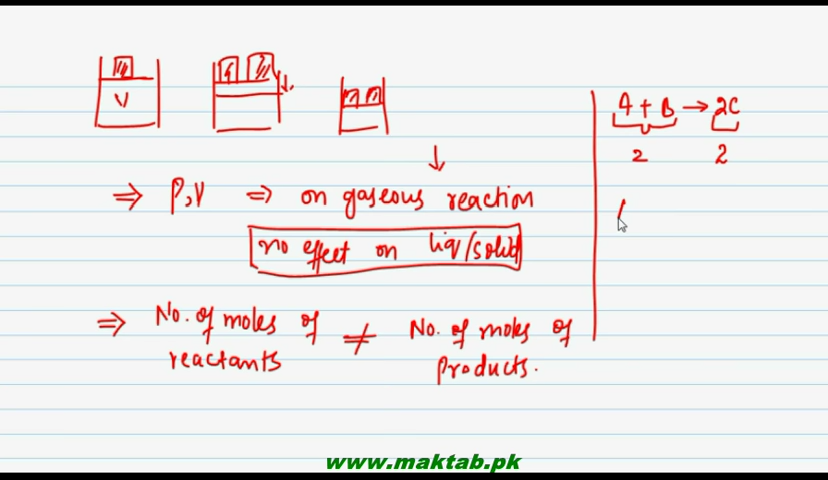 V
A + B → 2C
2 2
⇒ P,V ⇒ on gaseous reaction
no effect on liq/solid
⇒ No. of moles of reactants ≠ No. of moles of products.
www.maktab.pk